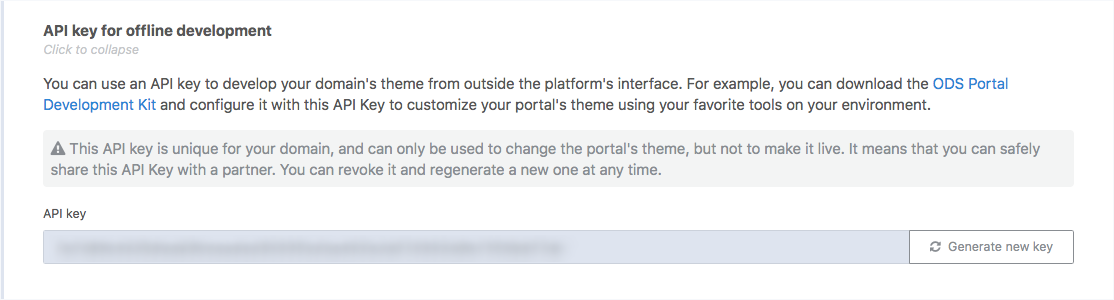 API key for offline development
Click to collapse
You can use an API key to develop your domain's theme from outside the platform's interface. For example, you can download the ODS Portal
Development Kit and configure it with this API Key to customize your portal's theme using your favorite tools on your environment.
This API key is unique for your domain, and can only be used to change the portal's theme, but not to make it live. It means that you can safely
share this API Key with a partner. You can revoke it and regenerate a new one at any time.
API key
Generate new key